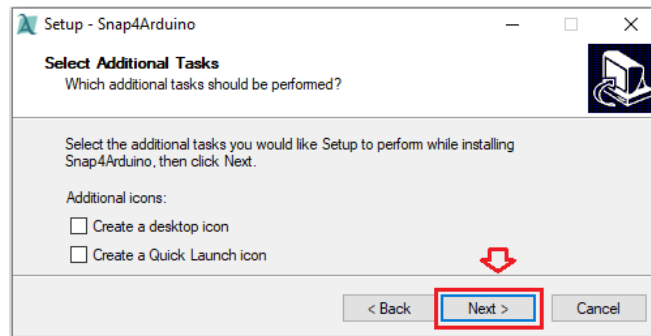 Setup - Snap4Arduino
Select Additional Tasks
Which additional tasks should be performed?
Select the additional tasks you would like Setup to perform while installing
Snap4Arduino, then click Next.
Additional icons:
Create a desktop icon
Create a Quick Launch icon
< Back
Next >
Cancel